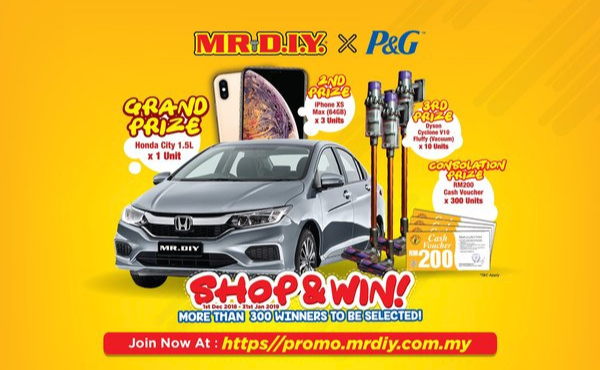 MR.D.I.Y. X P&G™
GRAND
PRIZE
Honda City 1.5L
x 1 Unit
2ND
PRIZE
iPhone XS
Max (64GB)
x 3 Units
3RD
PRIZE
Dyson
Cyclone V10
Fluffy (Vacuum)
x 10 Units
CONSOLATION
PRIZE
RM200
Cash Voucher
x 300 Units
MR.DIY
Cash
Voucher
RM200
*T&C Apply
SHOP & WIN!
1st Dec 2018 - 31st Jan 2019
MORE THAN 300 WINNERS TO BE SELECTED!
Join Now At : https//promo.mrdiy.com.my